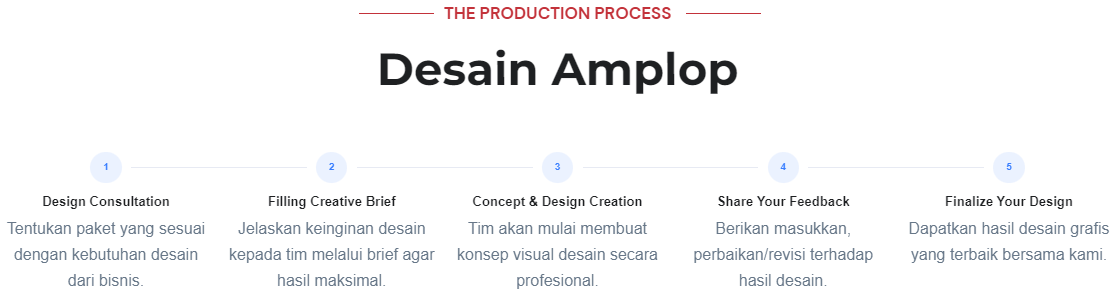 THE PRODUCTION PROCESS
Desain Amplop
1
Design Consultation
Tentukan paket yang sesuai
dengan kebutuhan desain
dari bisnis.
2
Filling Creative Brief
Jelaskan keinginan desain
kepada tim melalui brief agar
hasil maksimal.
3
Concept & Design Creation
Tim akan mulai membuat
konsep visual desain secara
profesional.
4
Share Your Feedback
Berikan masukkan,
perbaikan/revisi terhadap
hasil desain.
5
Finalize Your Design
Dapatkan hasil desain grafis
yang terbaik bersama kami.